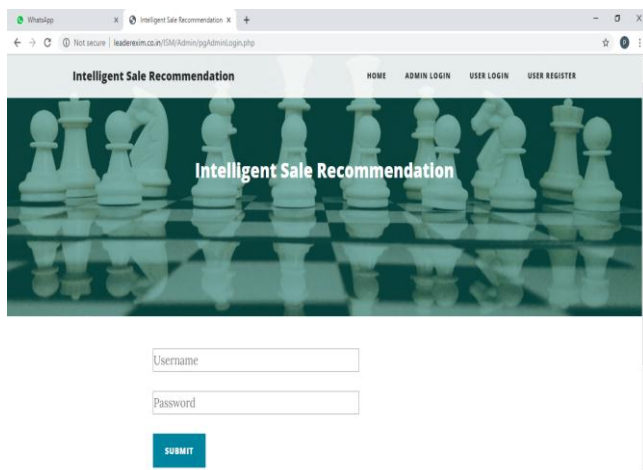 WhatsApp
Intelligent Sale Recommendation
Not secure | leaderexim.co.in/ISM/Admin/pgAdminLogin.php
P
Intelligent Sale Recommendation
HOME ADMIN LOGIN USER LOGIN USER REGISTER
Intelligent Sale Recommendation
Username
Password
SUBMIT